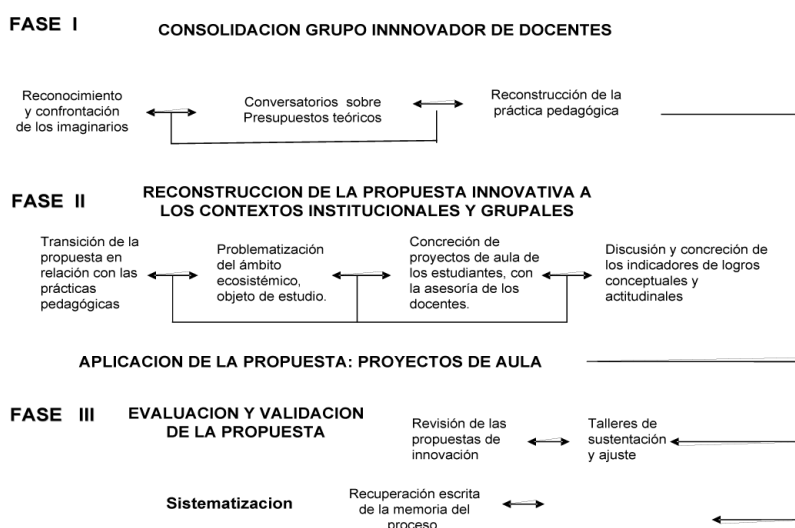 FASE I
CONSOLIDACION GRUPO INNNOVADOR DE DOCENTES
Reconocimiento
y confrontación
de los imaginarios
Conversatorios sobre
Presupuestos teóricos
Reconstrucción de la
práctica pedagógica
FASE II
RECONSTRUCCION DE LA PROPUESTA INNOVATIVA A
LOS CONTEXTOS INSTITUCIONALES Y GRUPALES
Transición de la
propuesta en
relación con las
prácticas
pedagógicas
Problematización
del ámbito
ecosistémico,
objeto de estudio.
Concreción de
proyectos de aula de
los estudiantes, con
la asesoría de los
docentes.
Discusión y concreción de
los indicadores de logros
conceptuales y
actitudinales
APLICACION DE LA PROPUESTA: PROYECTOS DE AULA
FASE III
EVALUACION Y VALIDACION
DE LA PROPUESTA
Revisión de las
propuestas de
innovación
Talleres de
sustentación
y ajuste
Sistematizacion
Recuperación escrita
de la memoria del
proceso